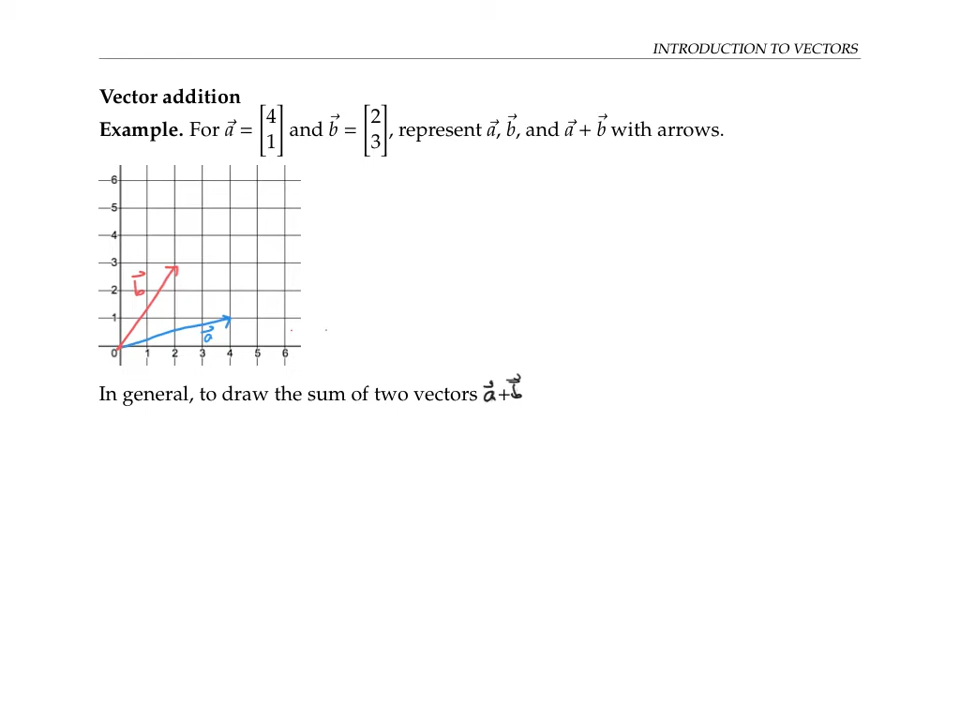 INTRODUCTION TO VECTORS
Vector addition
Example. For a⃗ = [4 1] and b⃗ = [2 3], represent a⃗, b⃗, and a⃗ + b⃗ with arrows.
6
5
4
3
b⃗
2
1
a⃗
0 1 2 3 4 5 6
In general, to draw the sum of two vectors a⃗+b⃗